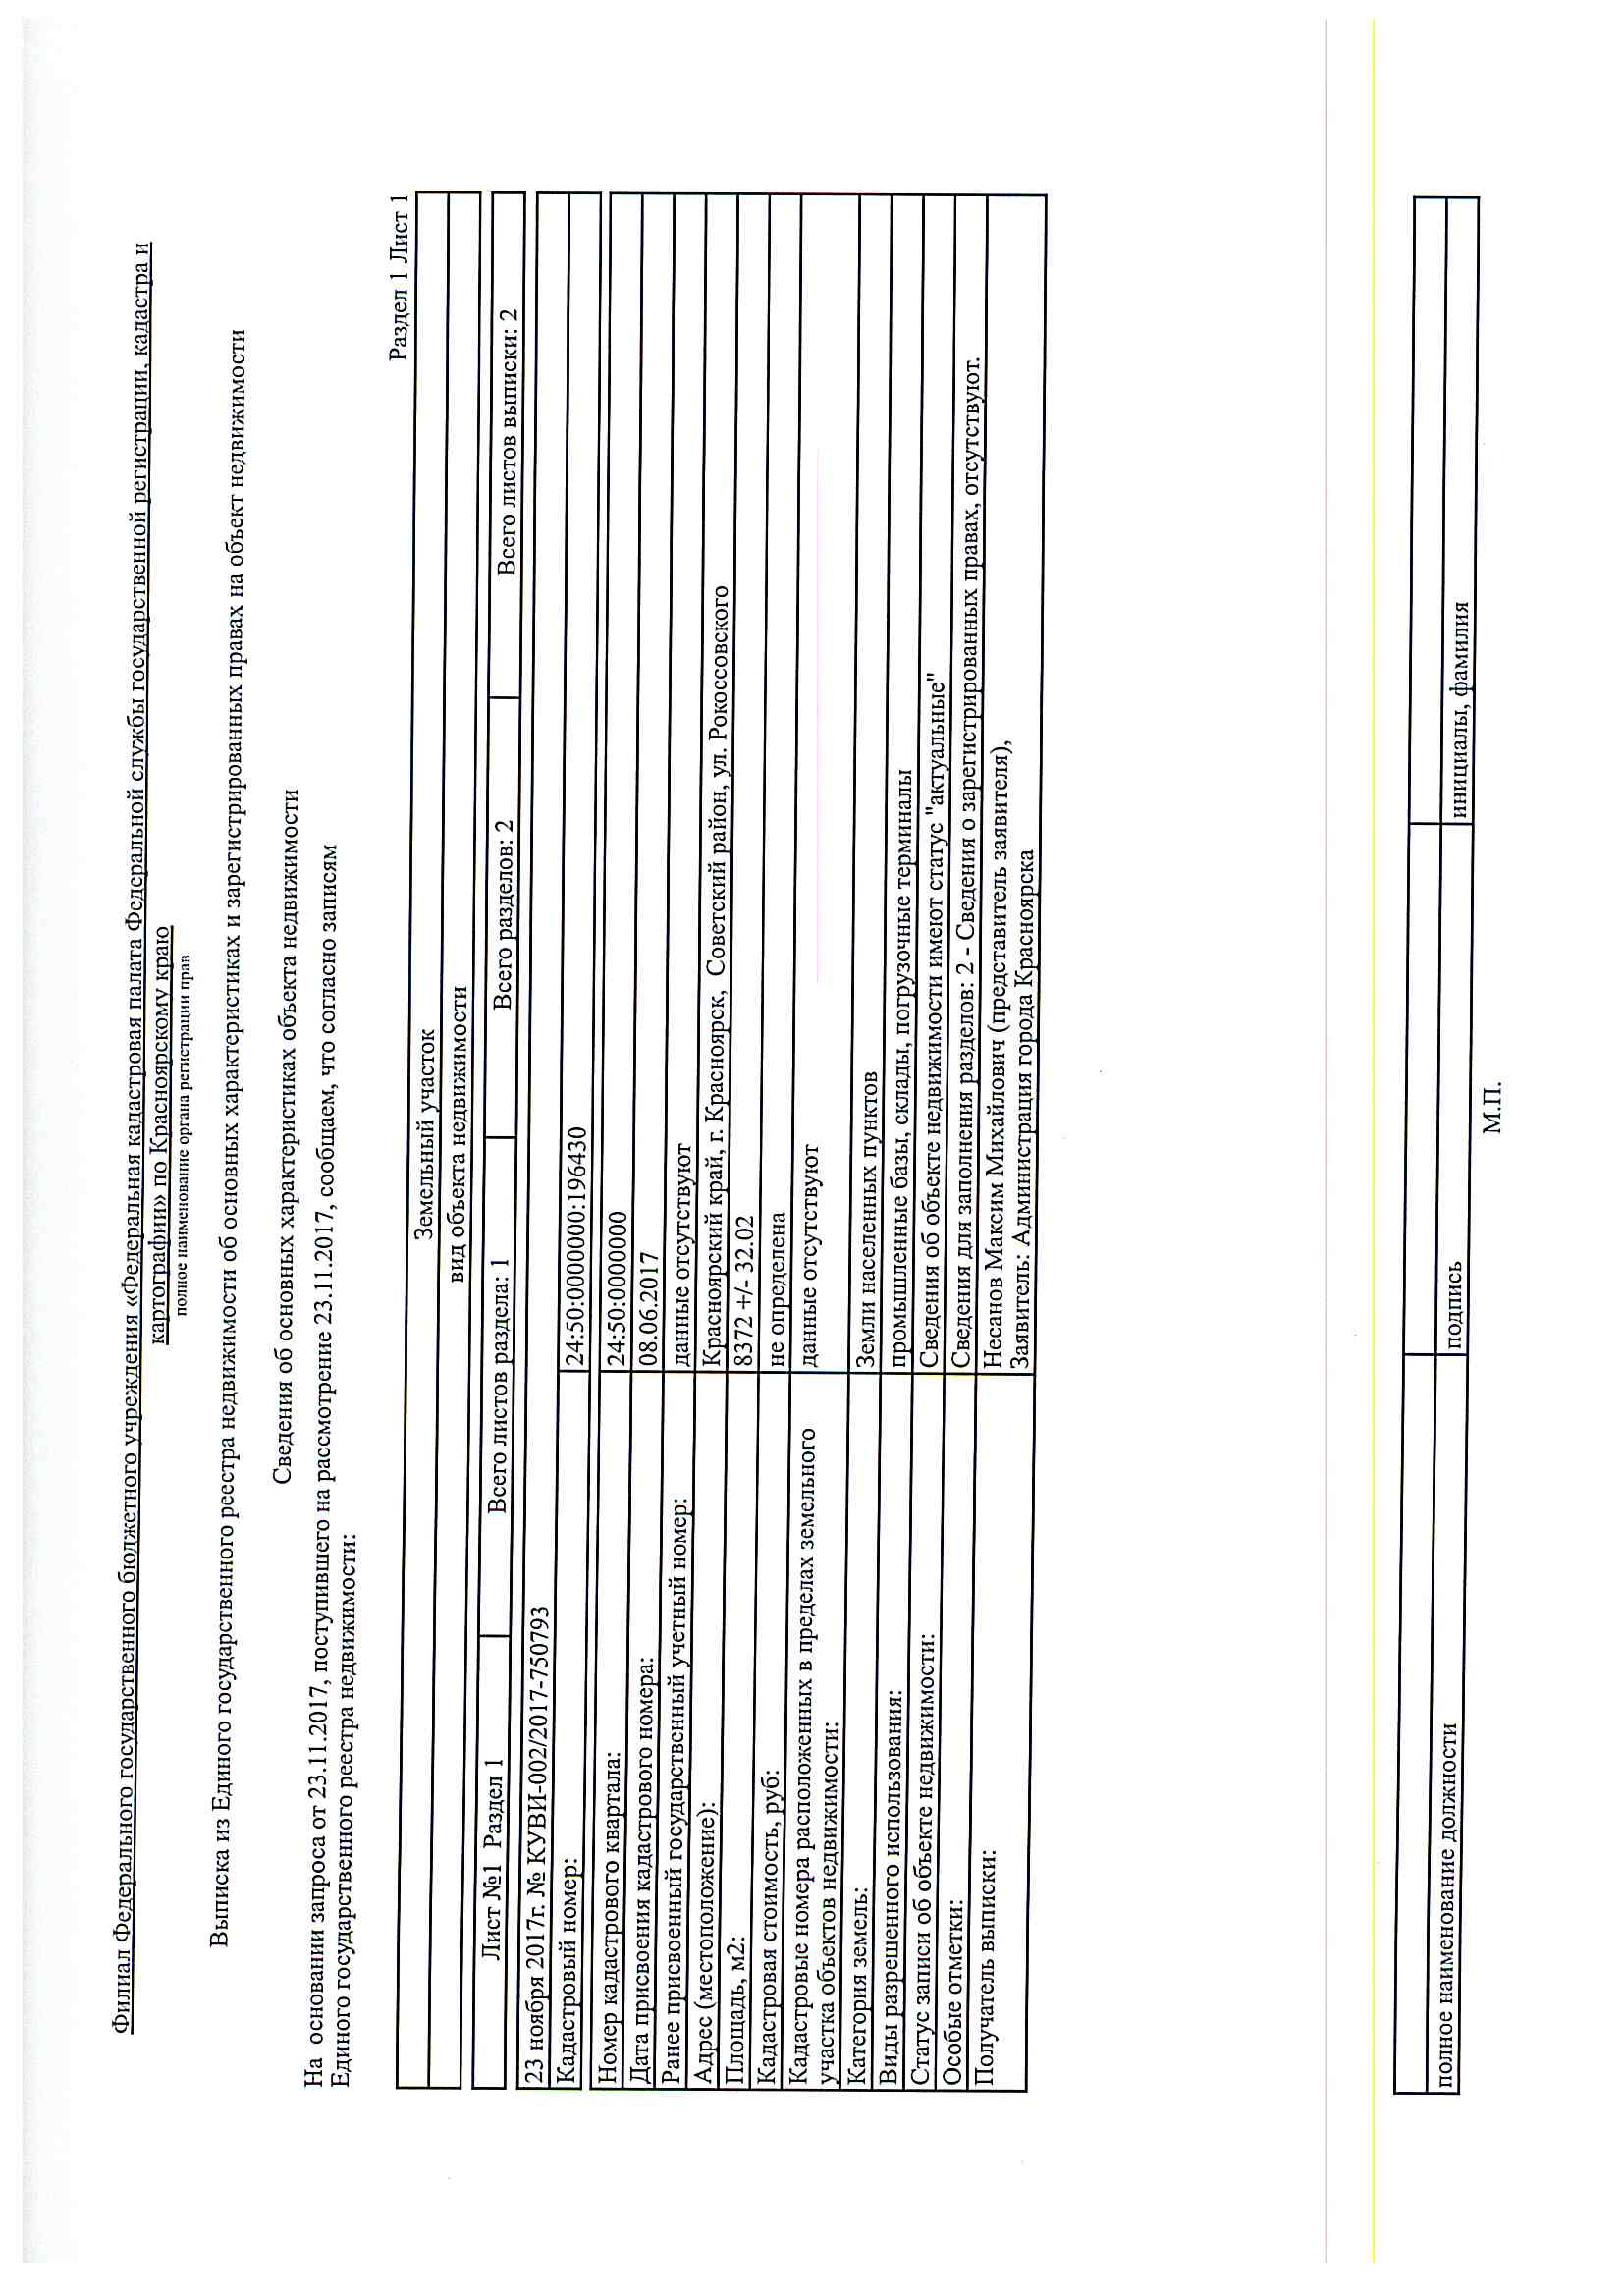 Филиал Федерального государственного бюджетного учреждения «Федеральная кадастровая палата Федеральной службы государственной регистрации, кадастра и
картографии» по Красноярскому краю
полное наименование органа регистрации прав
Выписка из Единого государственного реестра недвижимости об основных характеристиках и зарегистрированных правах на объект недвижимости
Сведения об основных характеристиках объекта недвижимости
На основании запроса от 23.11.2017, поступившего на рассмотрение 23.11.2017, сообщаем, что согласно записям
Единого государственного реестра недвижимости:
Раздел 1 Лист 1
Земельный участок
вид объекта недвижимости
Лист №1 Раздел 1 Всего листов раздела: 1 Всего разделов: 2 Всего листов выписки: 2
23 ноября 2017г. № КУВИ-002/2017-750793
Кадастровый номер: 24:50:0000000:196430
Номер кадастрового квартала: 24:50:0000000
Дата присвоения кадастрового номера: 08.06.2017
Ранее присвоенный государственный учетный номер: данные отсутствуют
Адрес (местоположение): Красноярский край, г. Красноярск, Советский район, ул. Рокоссовского
Площадь, м2: 8372 +/- 32.02
Кадастровая стоимость, руб: не определена
Кадастровые номера расположенных в пределах земельного
участка объектов недвижимости: данные отсутствуют
Категория земель: Земли населенных пунктов
Виды разрешенного использования: промышленные базы, склады, погрузочные терминалы
Статус записи об объекте недвижимости: Сведения об объекте недвижимости имеют статус "актуальные"
Особые отметки: Сведения для заполнения разделов: 2 - Сведения о зарегистрированных правах, отсутствуют.
Получатель выписки: Несанов Максим Михайлович (представитель заявителя),
Заявитель: Администрация города Красноярска
полное наименование должности подпись инициалы, фамилия
М.П.